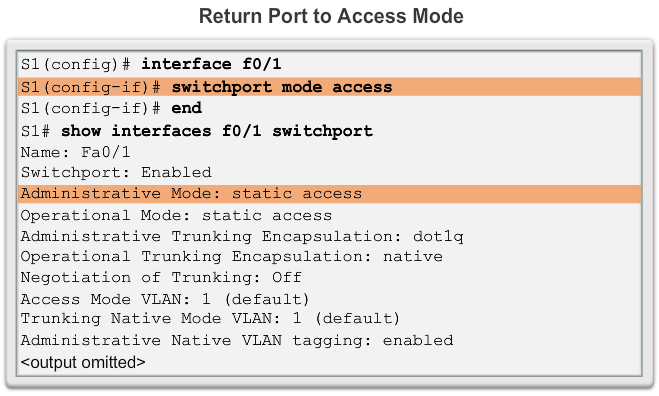 Return Port to Access Mode
S1(config)# interface f0/1
S1(config-if)# switchport mode access
S1(config-if)# end
S1# show interfaces f0/1 switchport
Name: Fa0/1
Switchport: Enabled
Administrative Mode: static access
Operational Mode: static access
Administrative Trunking Encapsulation: dot1q
Operational Trunking Encapsulation: native
Negotiation of Trunking: Off
Access Mode VLAN: 1 (default)
Trunking Native Mode VLAN: 1 (default)
Administrative Native VLAN tagging: enabled
<output omitted>